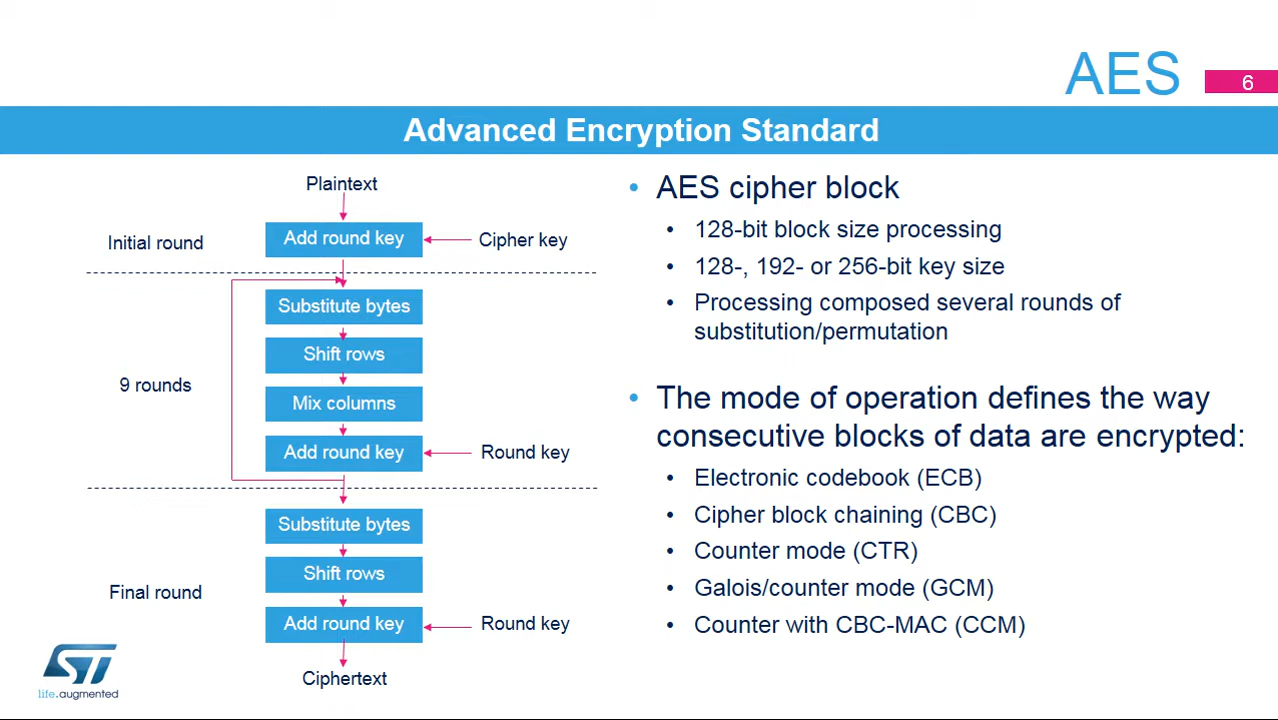 AES
6
Advanced Encryption Standard
Plaintext
Initial round
Add round key
Cipher key
Substitute bytes
Shift rows
9 rounds
Mix columns
Add round key
Round key
Substitute bytes
Shift rows
Final round
Add round key
Round key
Ciphertext
• AES cipher block
• 128-bit block size processing
• 128-, 192- or 256-bit key size
• Processing composed several rounds of
substitution/permutation
• The mode of operation defines the way
consecutive blocks of data are encrypted:
• Electronic codebook (ECB)
• Cipher block chaining (CBC)
• Counter mode (CTR)
• Galois/counter mode (GCM)
• Counter with CBC-MAC (CCM)
ST
life.augmented